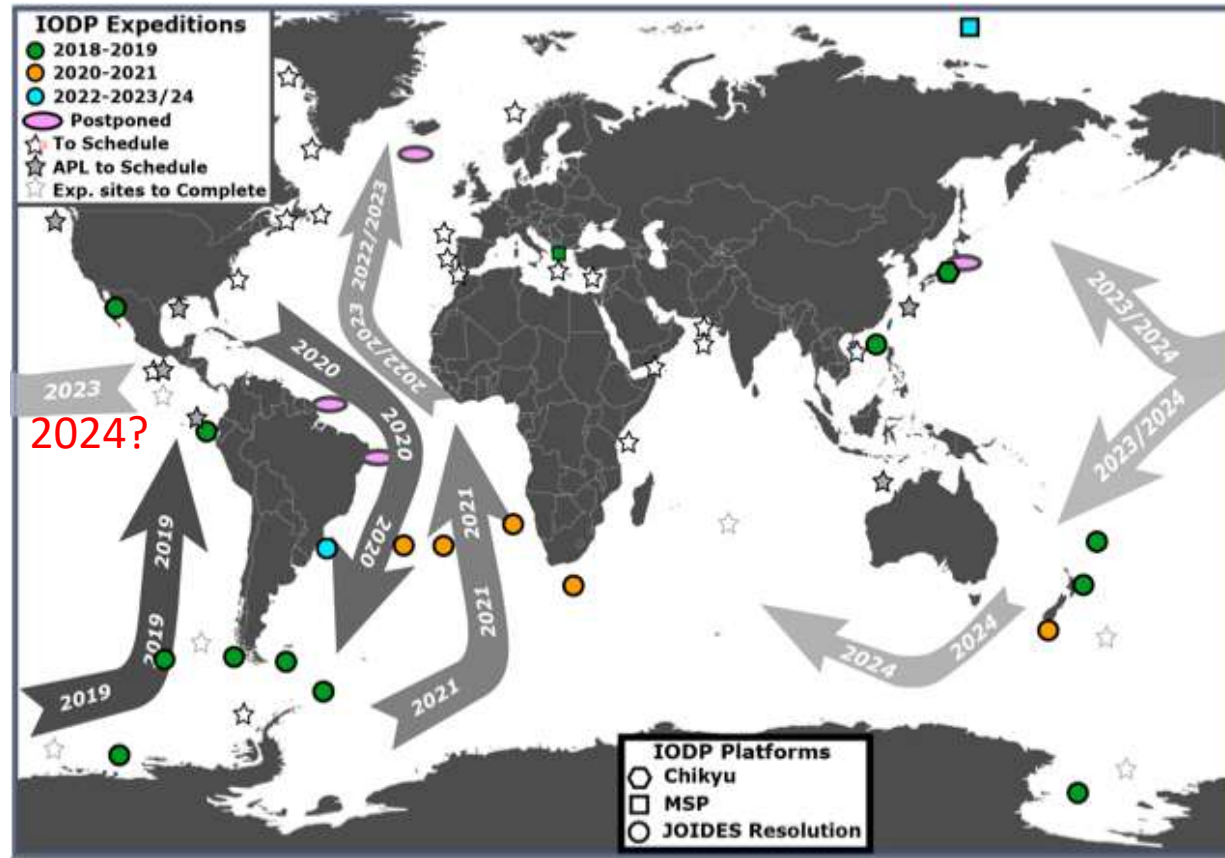 IODP Expeditions
2018-2019
2020-2021
2022-2023/24
Postponed
To Schedule
APL to Schedule
Exp. sites to Complete
2022/2023
2022/2023
2023/2024
2023/2024
2020
2020
2020
2023
2024?
2019
2019
2019
2021
2021
2021
2024
2024
IODP Platforms
Chikyu
MSP
JOIDES Resolution